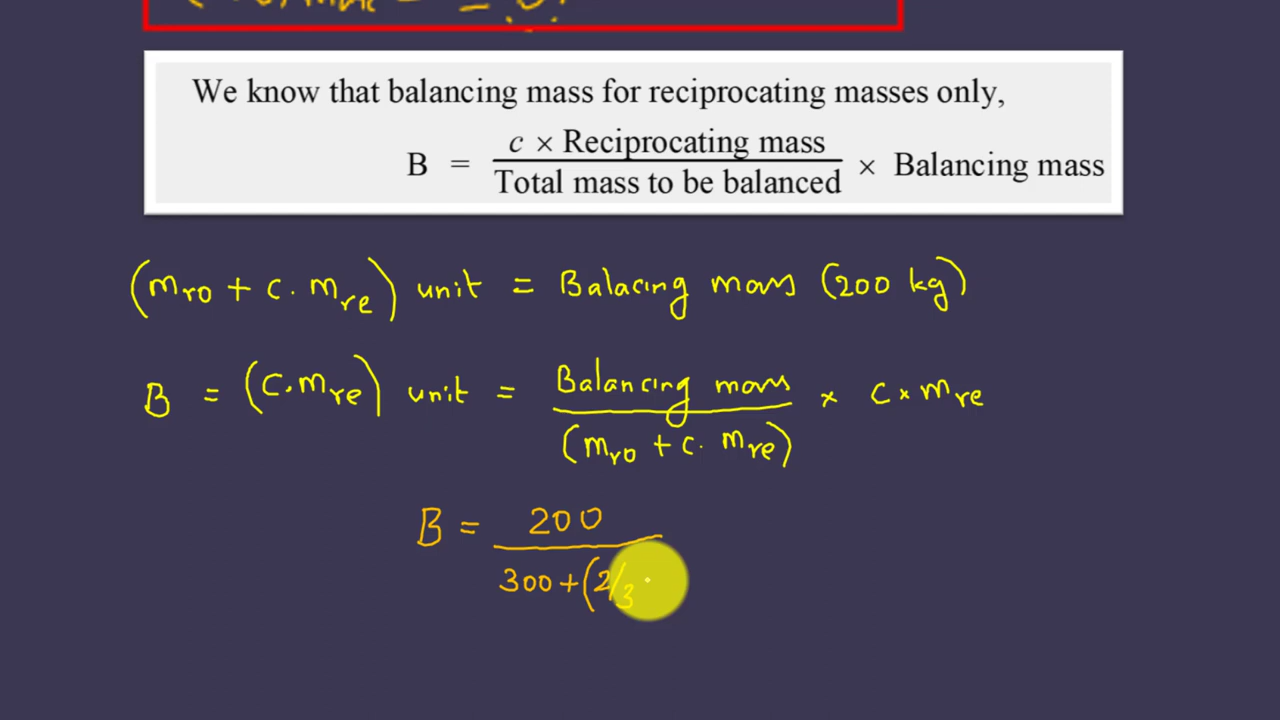 We know that balancing mass for reciprocating masses only,
B = c × Reciprocating mass / Total mass to be balanced × Balancing mass
(mro + c. mre) unit = Balacing mass (200 kg)
B = (c.mre) unit = Balancing mass / (mro + c. mre) × c × mre
B = 200 / 300 + (2/3 .